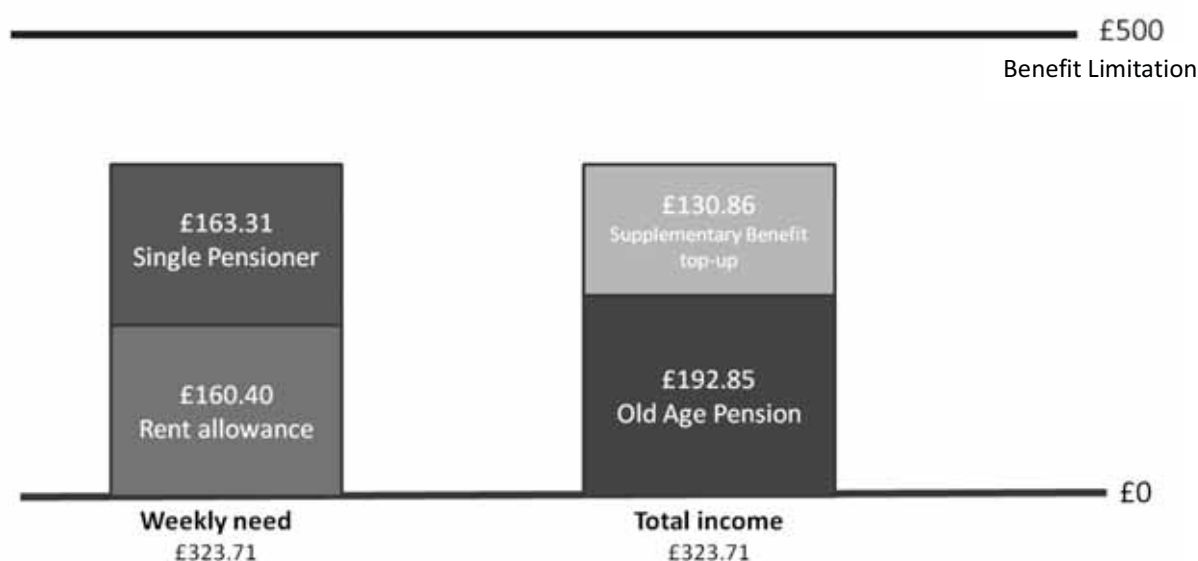 £500
Benefit Limitation
£163.31
Single Pensioner
£160.40
Rent allowance
£130.86
Supplementary Benefit
top-up
£192.85
Old Age Pension
£0
Weekly need
£323.71
Total income
£323.71